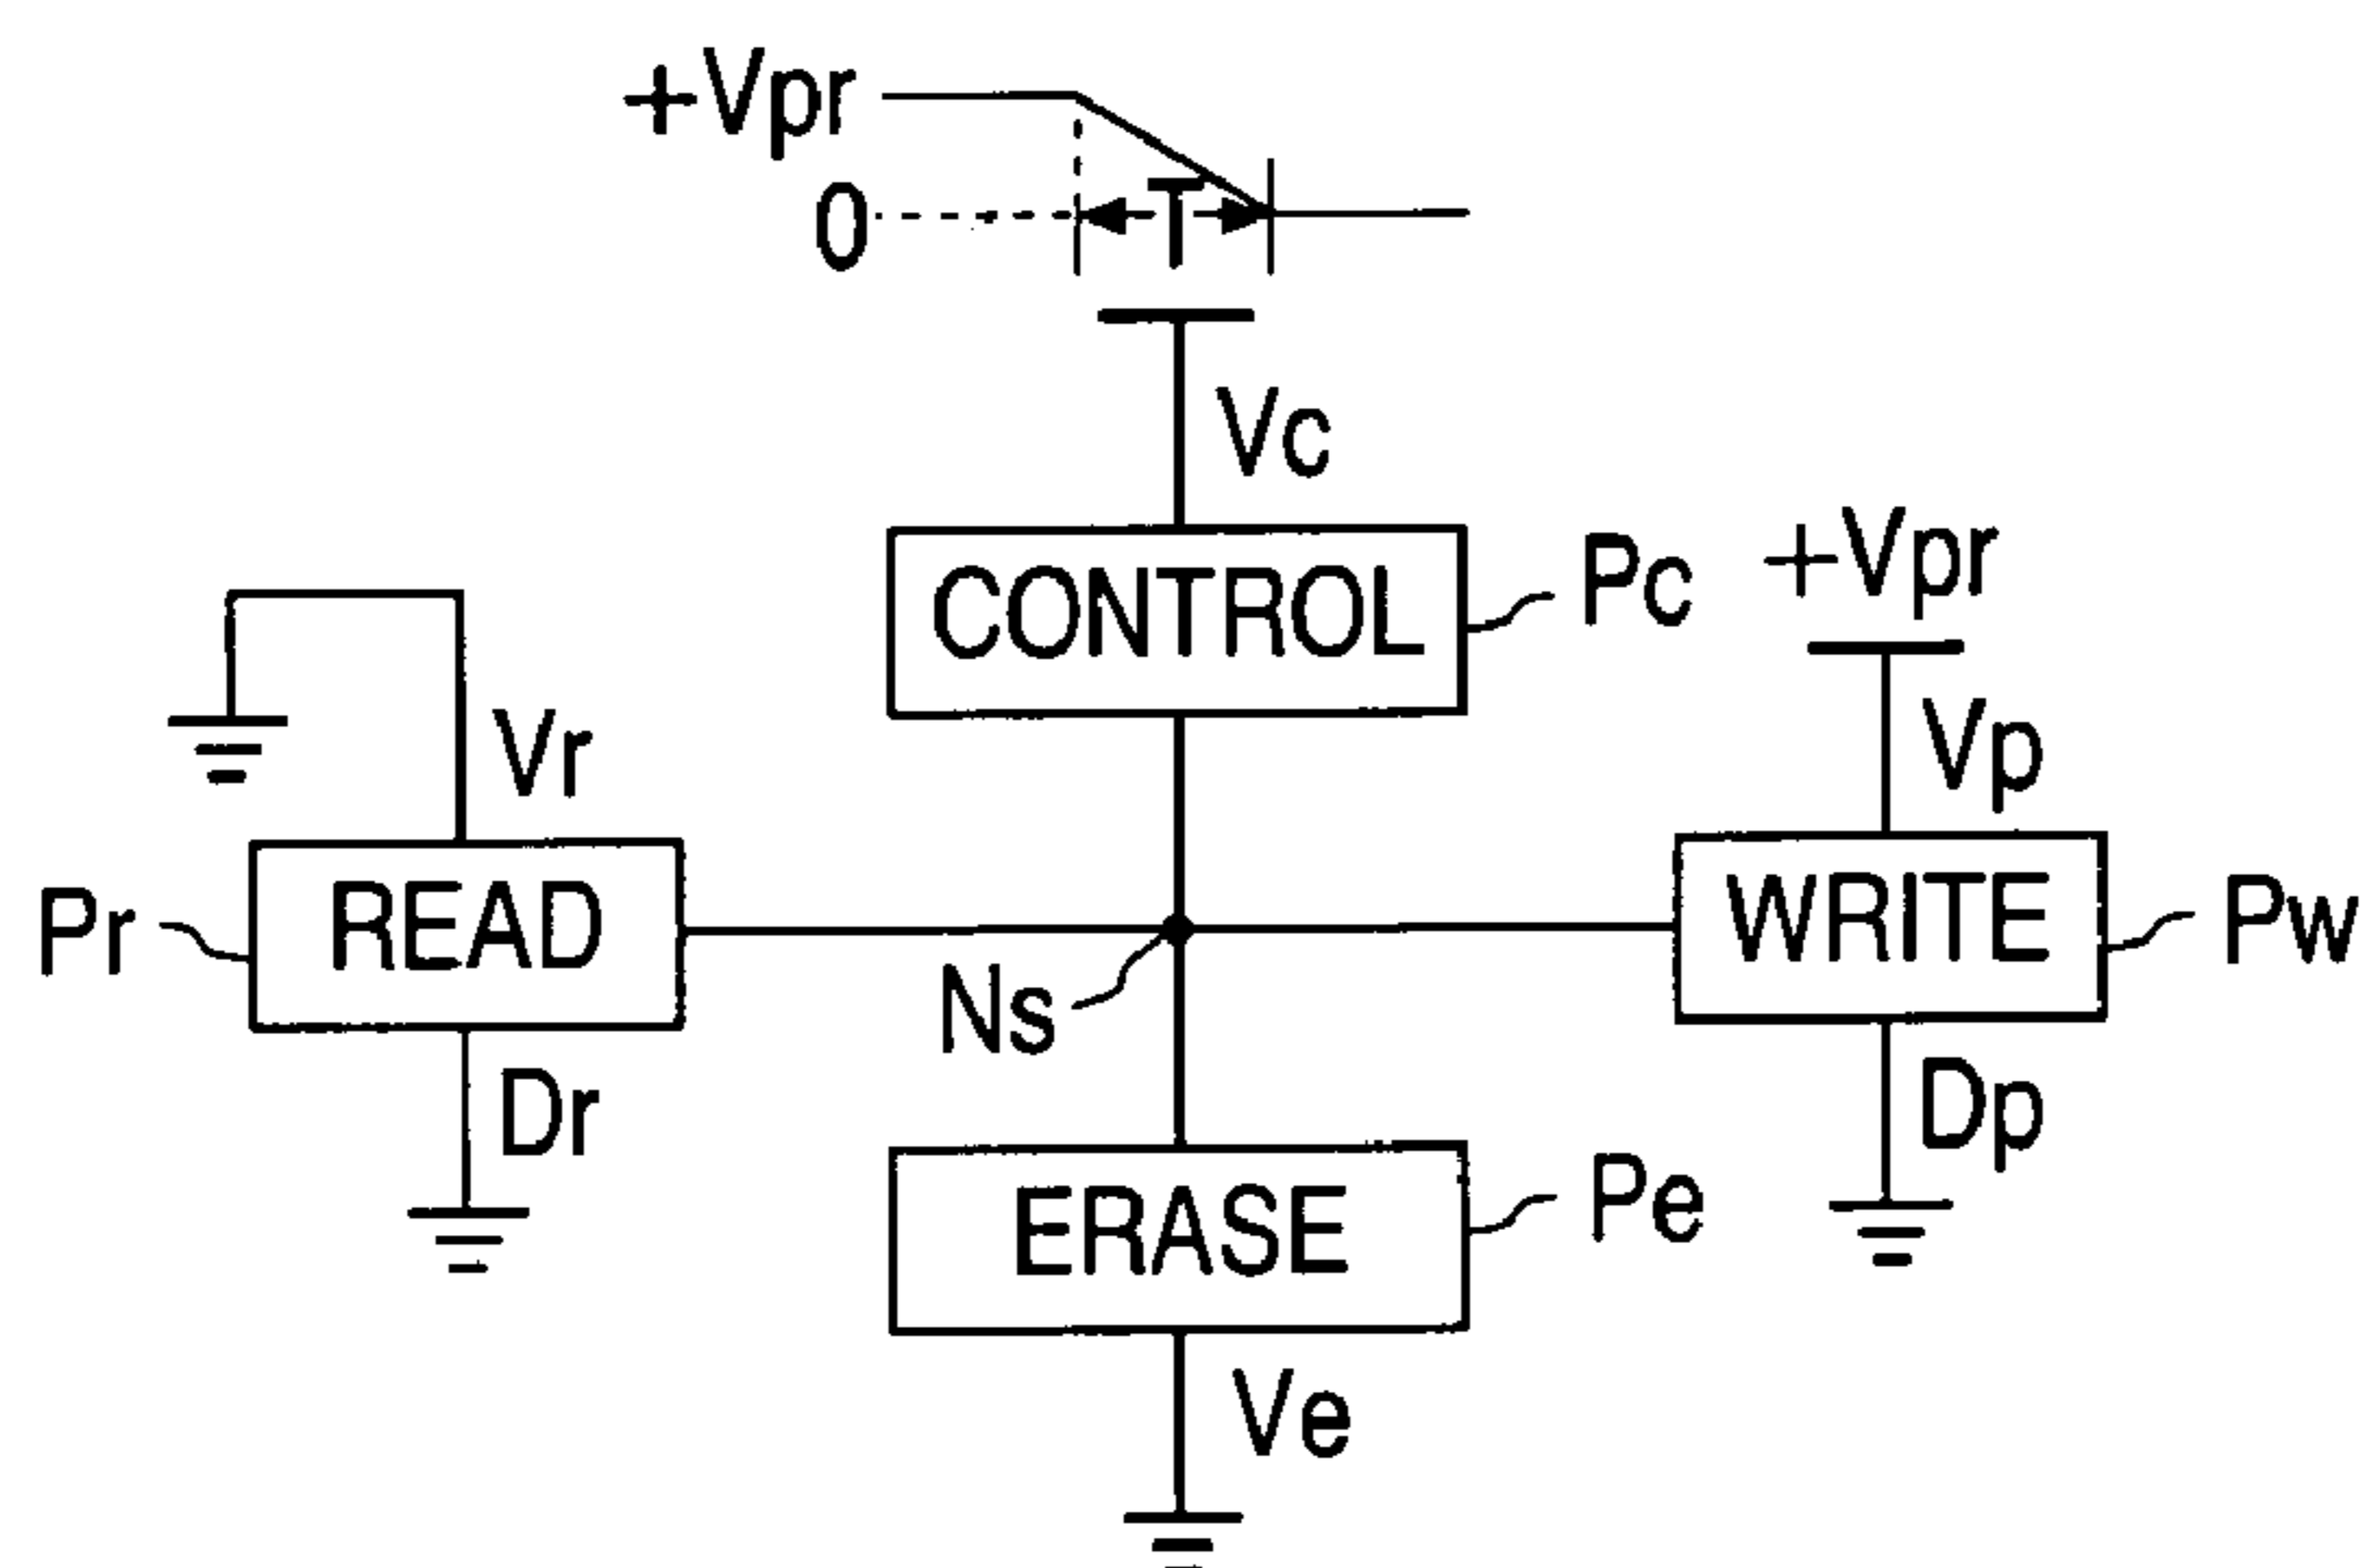 +Vpr
0
T
Vc
CONTROL
Pc
+Vpr
Vr
Vp
Pr
READ
WRITE
Pw
Ns
Dr
Dp
ERASE
Pe
Ve